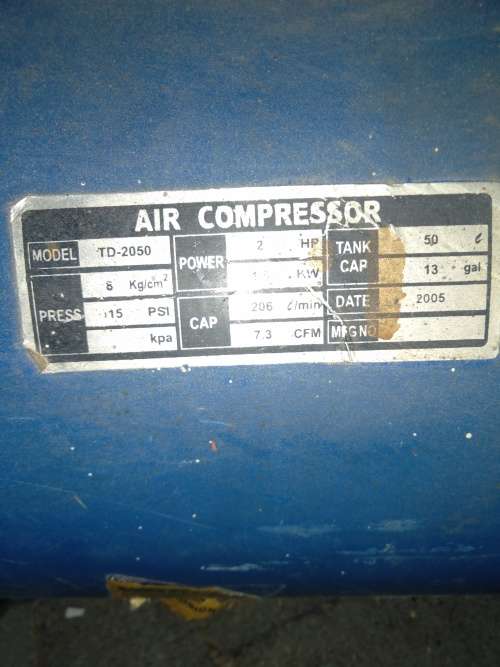 AIR COMPRESSOR
MODEL TD-2050 POWER 2 HP TANK CAP 50 ℓ
KW 13 gal
PRESS 8 Kg/cm² CAP 206 ℓ/min DATE 2005
115 PSI 7.3 CFM MFG NO
kpa